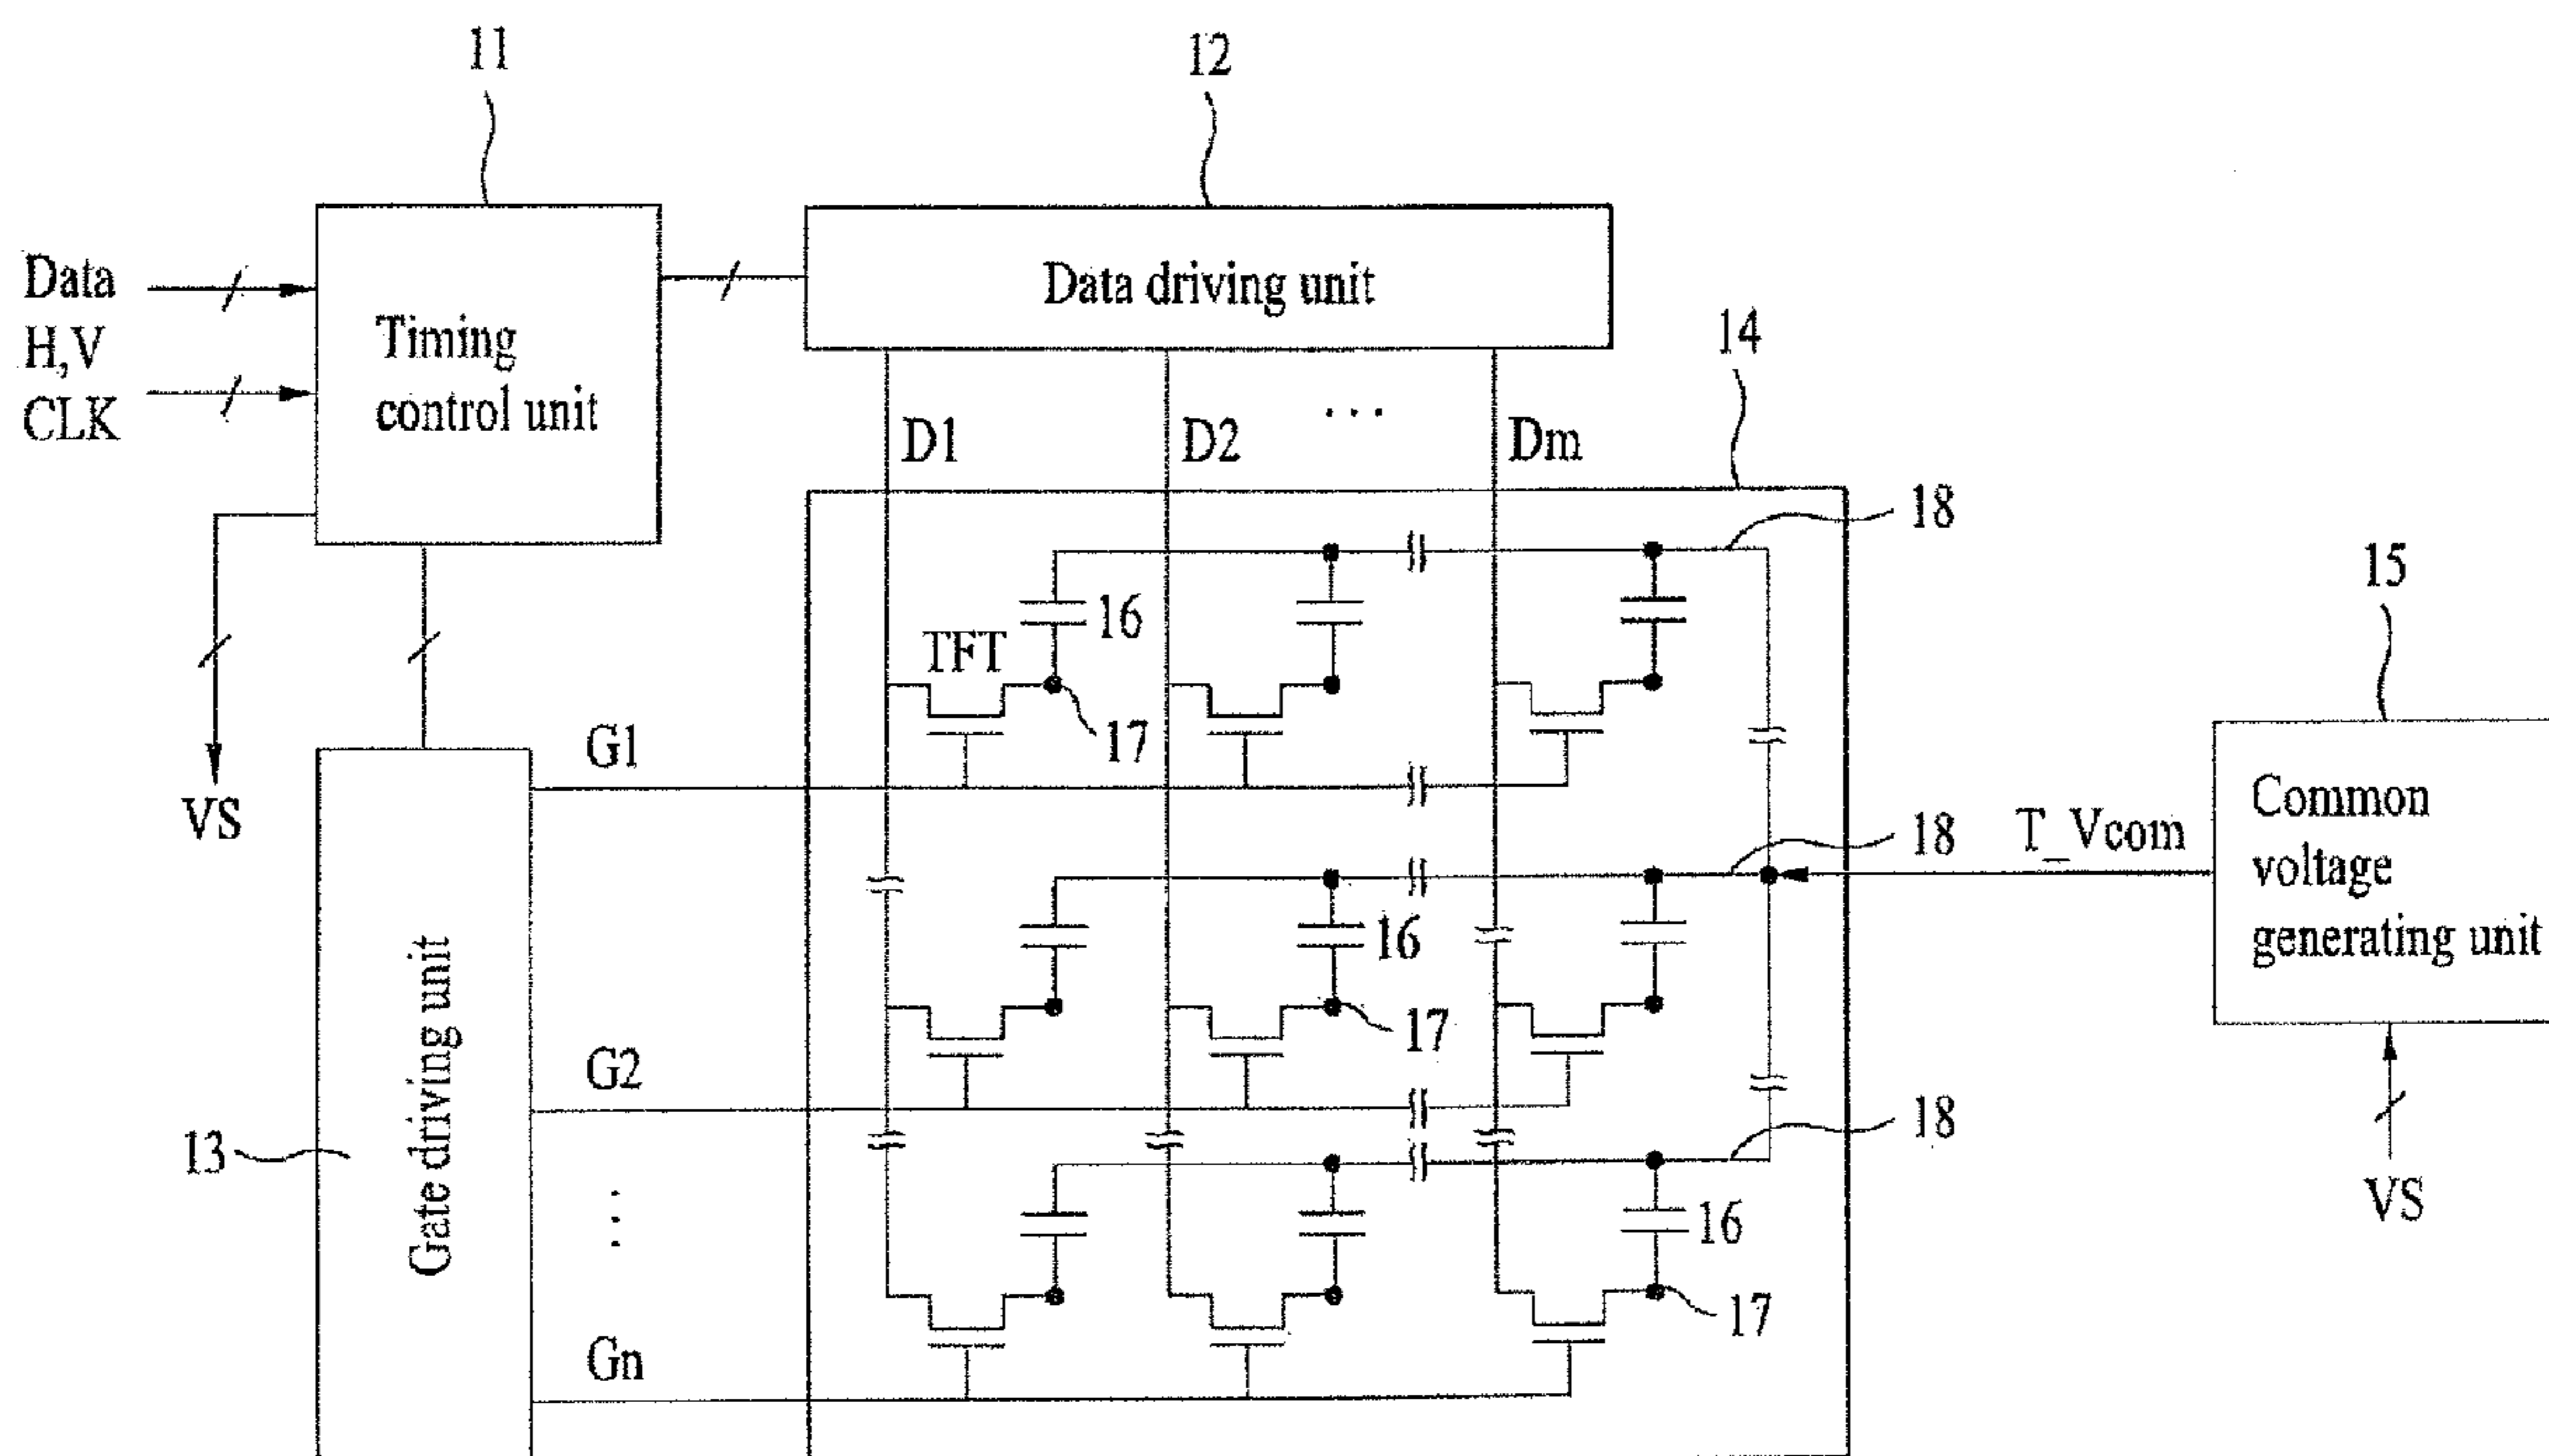 11
12
Data
H,V
CLK
Timing
control unit
Data driving unit
14
D1
D2
...
Dm
18
15
16
TFT
17
G1
VS
Common
voltage
generating unit
T_Vcom
18
16
17
G2
Gate driving unit
13
18
VS
16
17
Gn